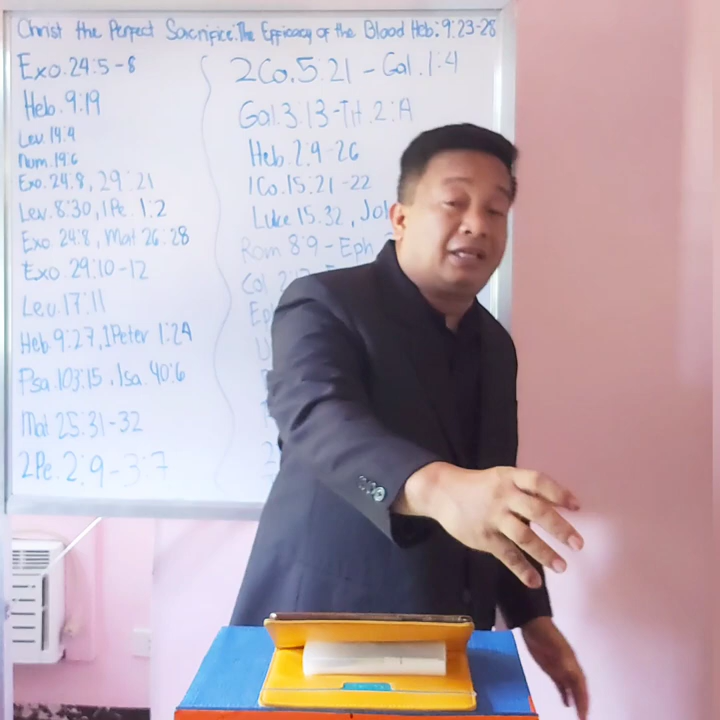 Christ the Perfect Sacrifice: The Efficacy of the Blood Heb: 9:23-28
Exo. 24:5-8
Heb. 9:19
Lev. 14:4
Num. 19:6
Exo. 24:8, 29:21
Lev. 8:30, 1Pe. 1:2
Exo. 24:8, Mat 26:28
Exo. 29:10-12
Leu. 17:11
Heb. 9:27, 1Peter 1:24
Psa. 103:15, Isa. 40:6
Mat. 25:31-32
2Pe. 2:9-3:7
2Co. 5:21 - Gal. 1:4
Gal. 3:13 - Tit. 2:14
Heb. 2:9-26
1Co. 15:21-22
Luke 15:32,
Rom 8:9 - Eph
Col